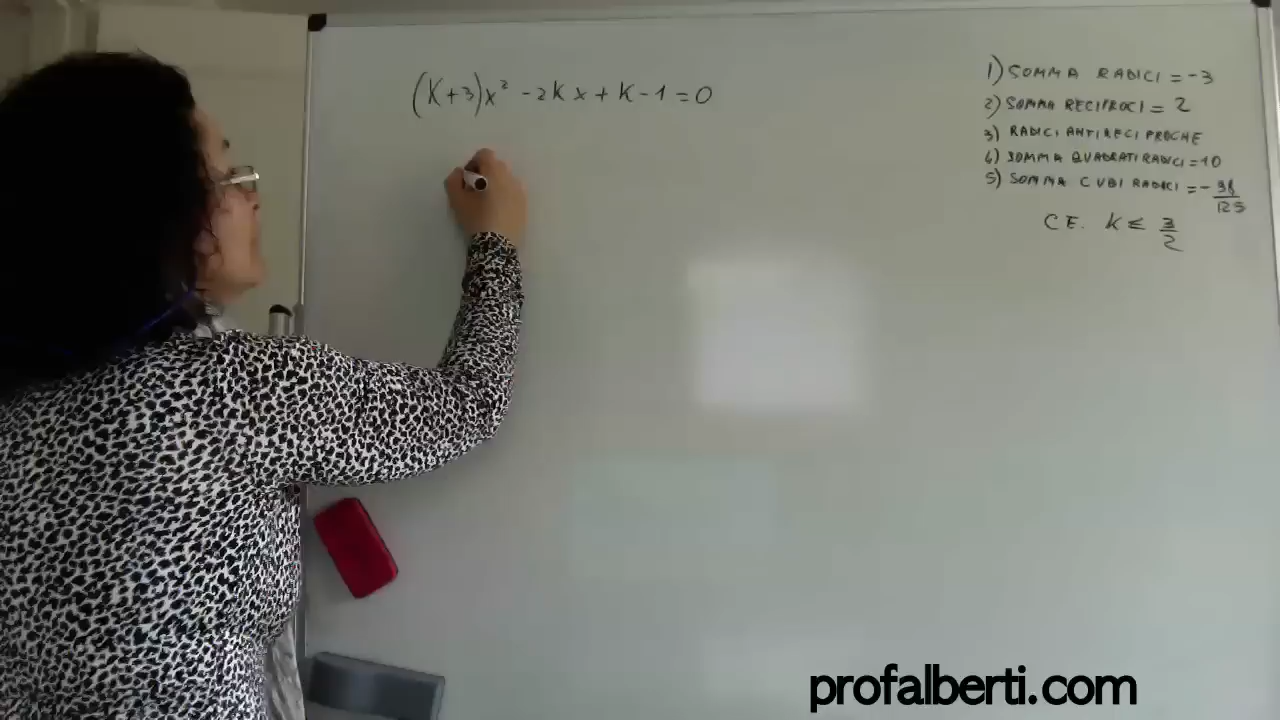 (K+3)x² -2Kx+K-1=0
1) SOMMA RADICI = -3
2) SOMMA RECIPROCI = 2
3) RADICI ANTIRECIPROCHE
4) SOMMA QUADRATI RADICI = 10
5) SOMMA CUBI RADICI = - 38/125
C.E. K ≤ 3/2
profalberti.com